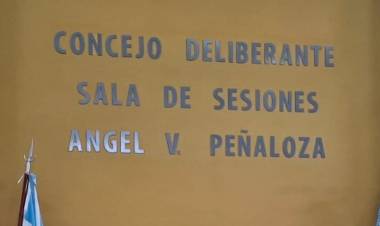 CONCEJO DELIBERANTE
SALA DE SESIONES
ANGEL V. PEÑALOZA